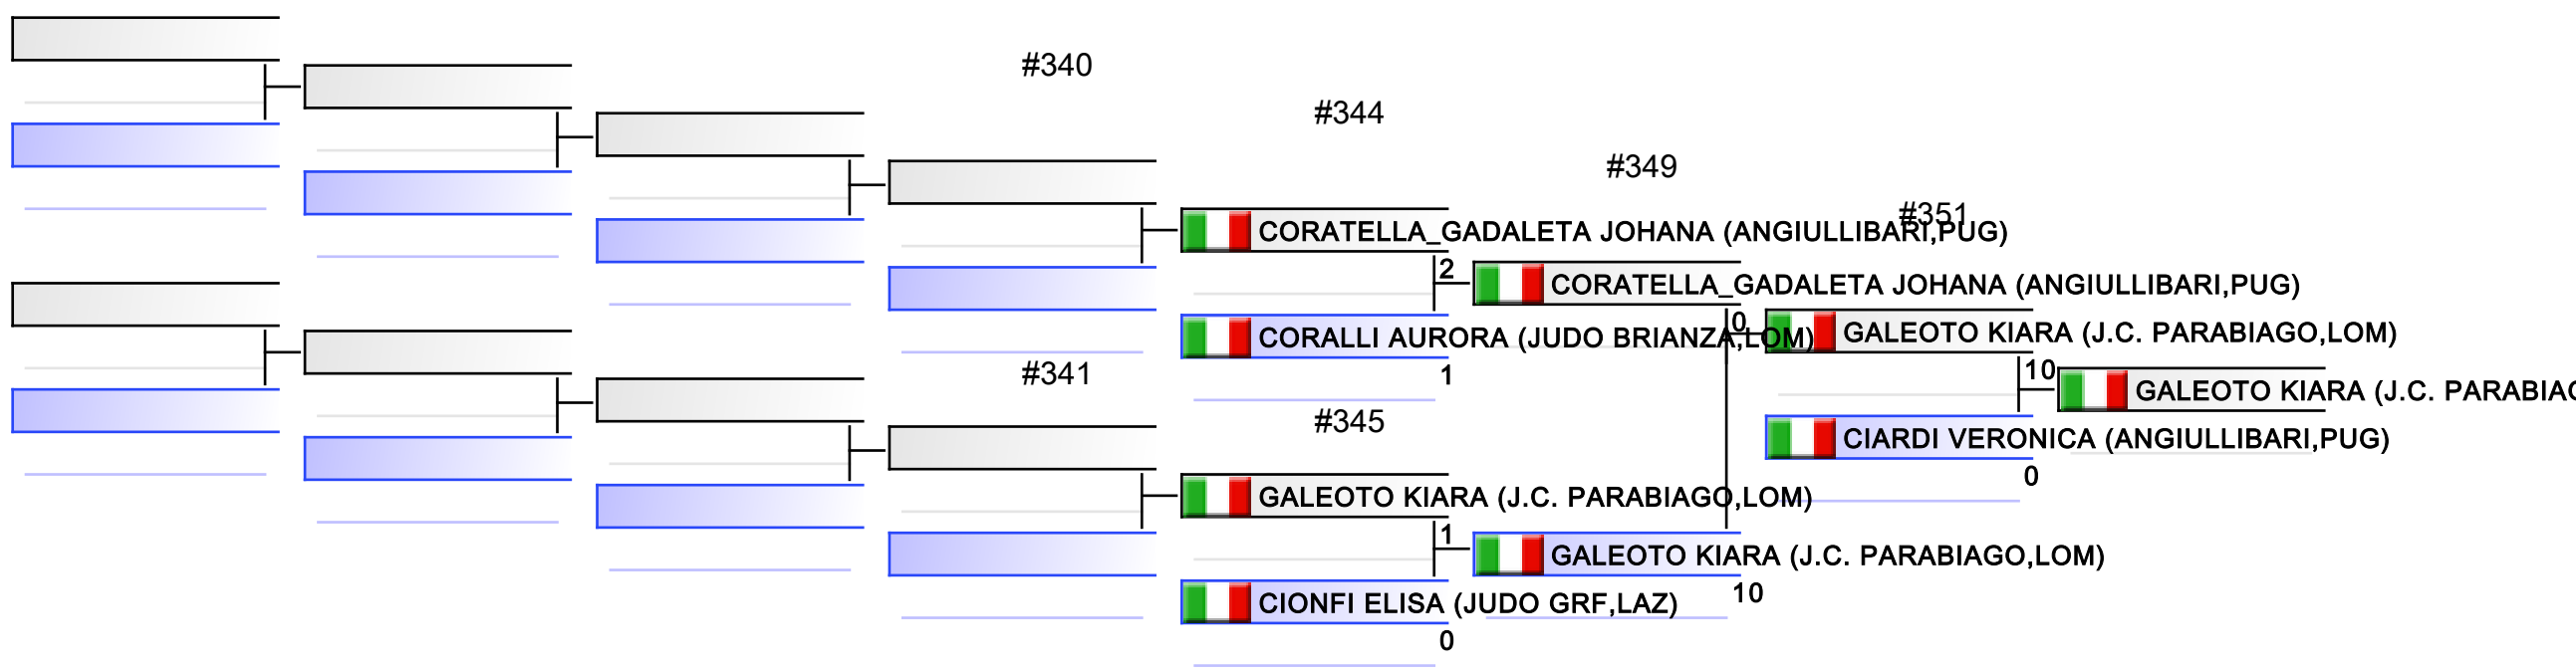 #340
#344
#349
#351
CORATELLA_GADALETA JOHANA (ANGIULLIBARI,PUG)
2
CORATELLA_GADALETA JOHANA (ANGIULLIBARI,PUG)
0
CORALLI AURORA (JUDO BRIANZA,LOM)
1
GALEOTO KIARA (J.C. PARABIAGO,LOM)
10
GALEOTO KIARA (J.C. PARABIAG
CIARDI VERONICA (ANGIULLIBARI,PUG)
0
#341
#345
GALEOTO KIARA (J.C. PARABIAGO,LOM)
1
GALEOTO KIARA (J.C. PARABIAGO,LOM)
10
CIONFI ELISA (JUDO GRF,LAZ)
0